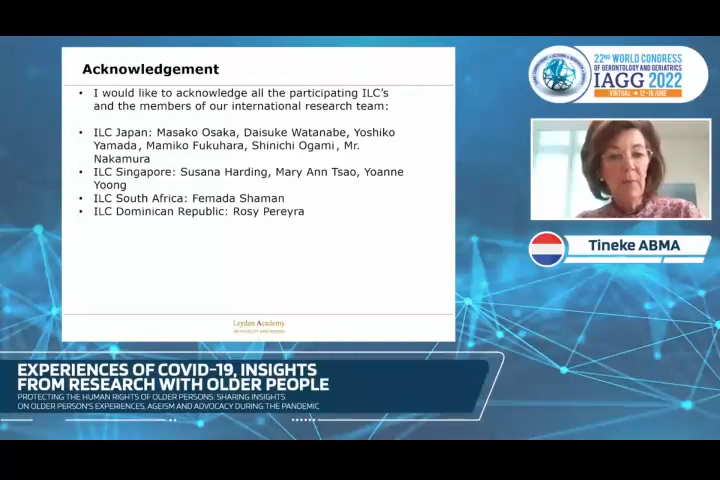 Acknowledgement
• I would like to acknowledge all the participating ILC's
and the members of our international research team:
• ILC Japan: Masako Osaka, Daisuke Watanabe, Yoshiko
Yamada, Mamiko Fukuhara, Shinichi Ogami, Mr.
Nakamura
• ILC Singapore: Susana Harding, Mary Ann Tsao, Yoanne
Yoong
• ILC South Africa: Femada Shaman
• ILC Dominican Republic: Rosy Pereyra
Leyden Academy
22ND WORLD CONGRESS
OF GERONTOLOGY AND GERIATRICS
IAGG 2022
VIRTUAL ★ 12-16 JUNE
Tineke ABMA
EXPERIENCES OF COVID-19, INSIGHTS
FROM RESEARCH WITH OLDER PEOPLE
PROTECTING THE HUMAN RIGHTS OF OLDER PERSONS: SHARING INSIGHTS
ON OLDER PERSON'S EXPERIENCES, AGEISM AND ADVOCACY DURING THE PANDEMIC